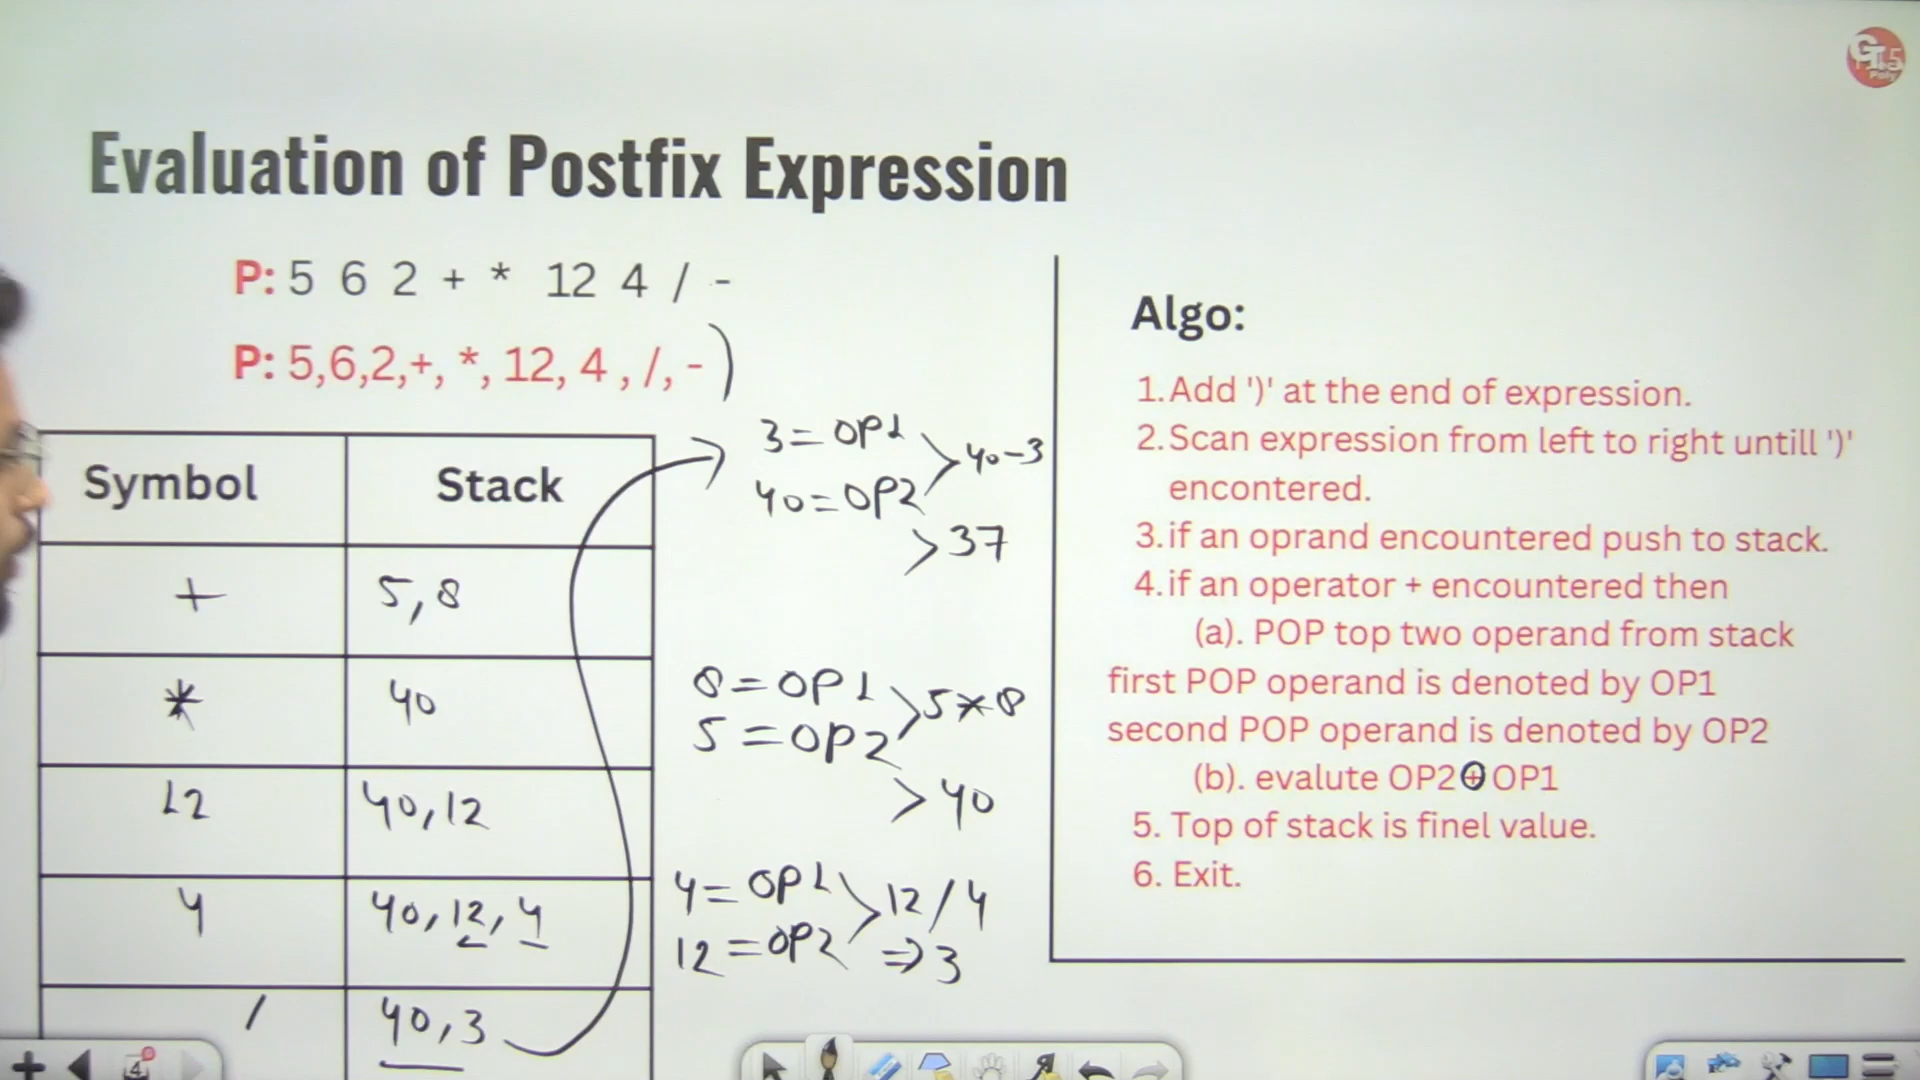 Evaluation of Postfix Expression
P: 5 6 2 + * 12 4 / -
P: 5,6,2,+, *, 12, 4 , /, - )
Symbol Stack
+ 5,8
* 40
12 40,12
4 40,12,4
/ 40,3
3=OP1
40=OP2
>40-3
>37
8=OP1
5=OP2
>5*8
>40
4=OP1
12=OP2
>12/4
=>3
Algo:
1.Add ')' at the end of expression.
2.Scan expression from left to right untill ')'
encontered.
3.if an oprand encountered push to stack.
4.if an operator + encountered then
(a). POP top two operand from stack
first POP operand is denoted by OP1
second POP operand is denoted by OP2
(b). evalute OP2+OP1
5. Top of stack is finel value.
6. Exit.
4